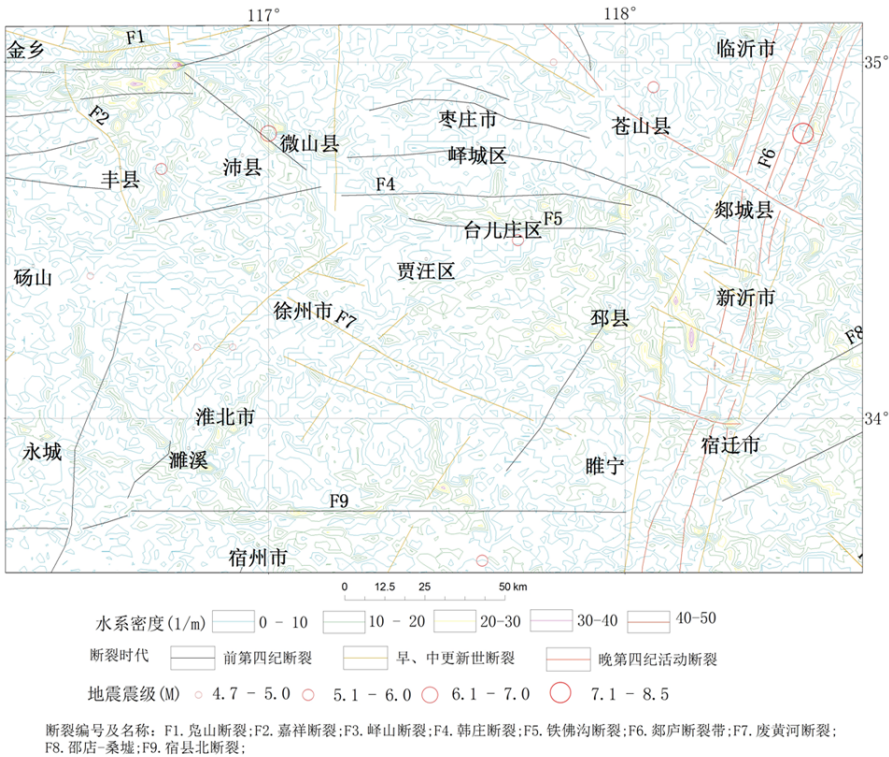 117°
118°
金乡
F1
临沂市
35°
F2
枣庄市
苍山县
微山县
峄城区
F6
沛县
丰县
F4
郯城县
F5
台儿庄区
贾汪区
砀山
新沂市
徐州市
F7
邳县
F8
淮北市
34°
永城
濉溪
睢宁
宿迁市
F9
宿州市
0 12.5 25 50 km
水系密度(1/m) 0 - 10 10 - 20 20-30 30-40 40-50
断裂时代 前第四纪断裂 早、中更新世断裂 晚第四纪活动断裂
地震震级(M) 4.7 - 5.0 5.1 - 6.0 6.1 - 7.0 7.1 - 8.5
断裂编号及名称: F1.凫山断裂;F2.嘉祥断裂;F3.峄山断裂;F4.韩庄断裂;F5.铁佛沟断裂;F6.郯庐断裂带;F7.废黄河断裂;
F8.邵店-桑墟;F9.宿县北断裂;